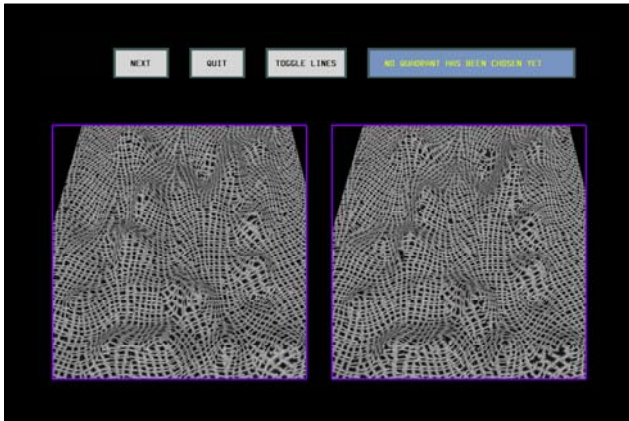 NEXT
QUIT
TOGGLE LINES
NO QUADRANT HAS BEEN CHOSEN YET